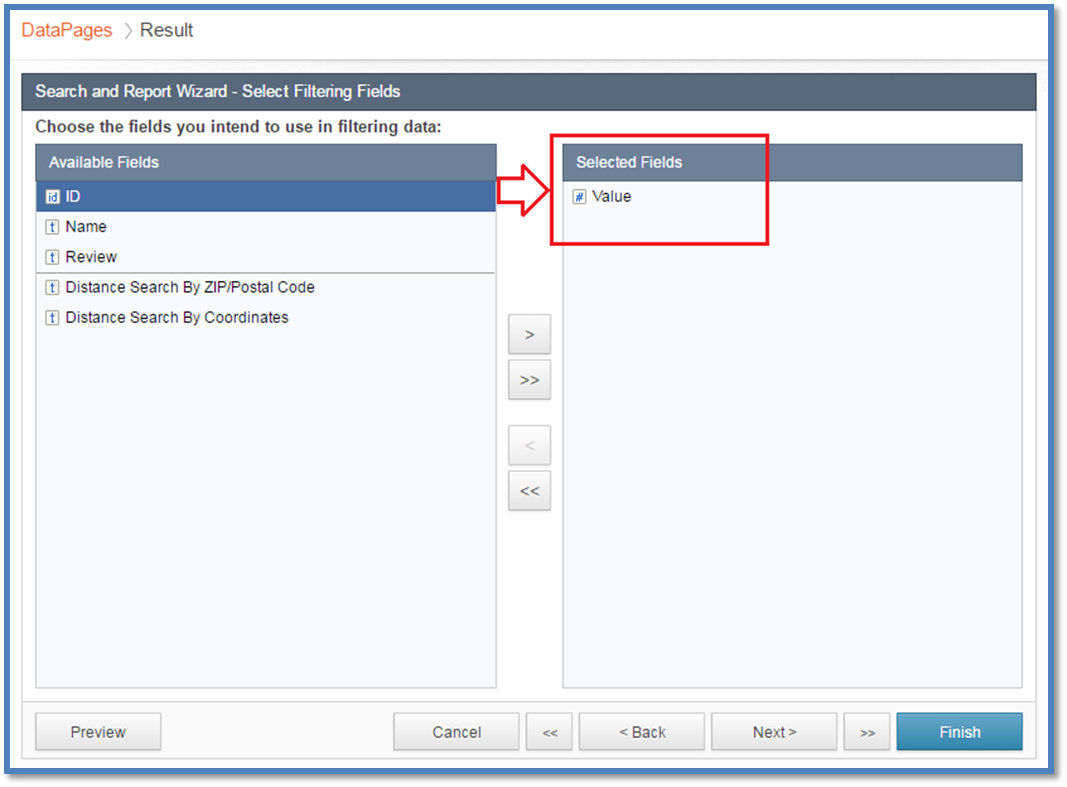 DataPages > Result
Search and Report Wizard - Select Filtering Fields
Choose the fields you intend to use in filtering data:
Available Fields
id ID
t Name
t Review
t Distance Search By ZIP/Postal Code
t Distance Search By Coordinates
>
>>
<
<<
Selected Fields
# Value
Preview
Cancel
<<
< Back
Next >
>>
Finish